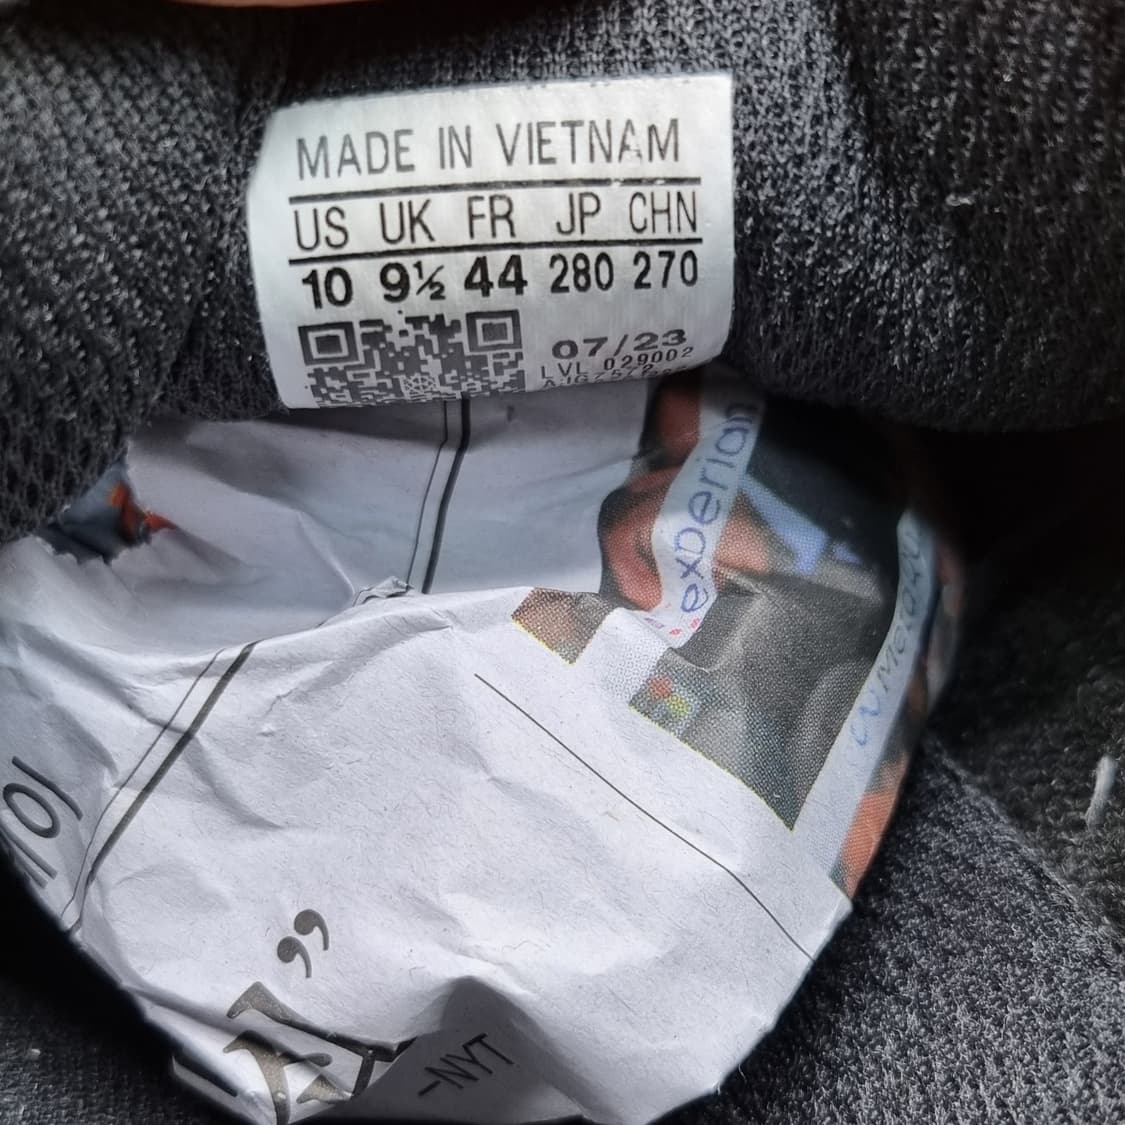 MADE IN VIETNAM
US UK FR JP CHN
10 9½ 44 280 270
07/23
LVL 029002
experian
-NYT